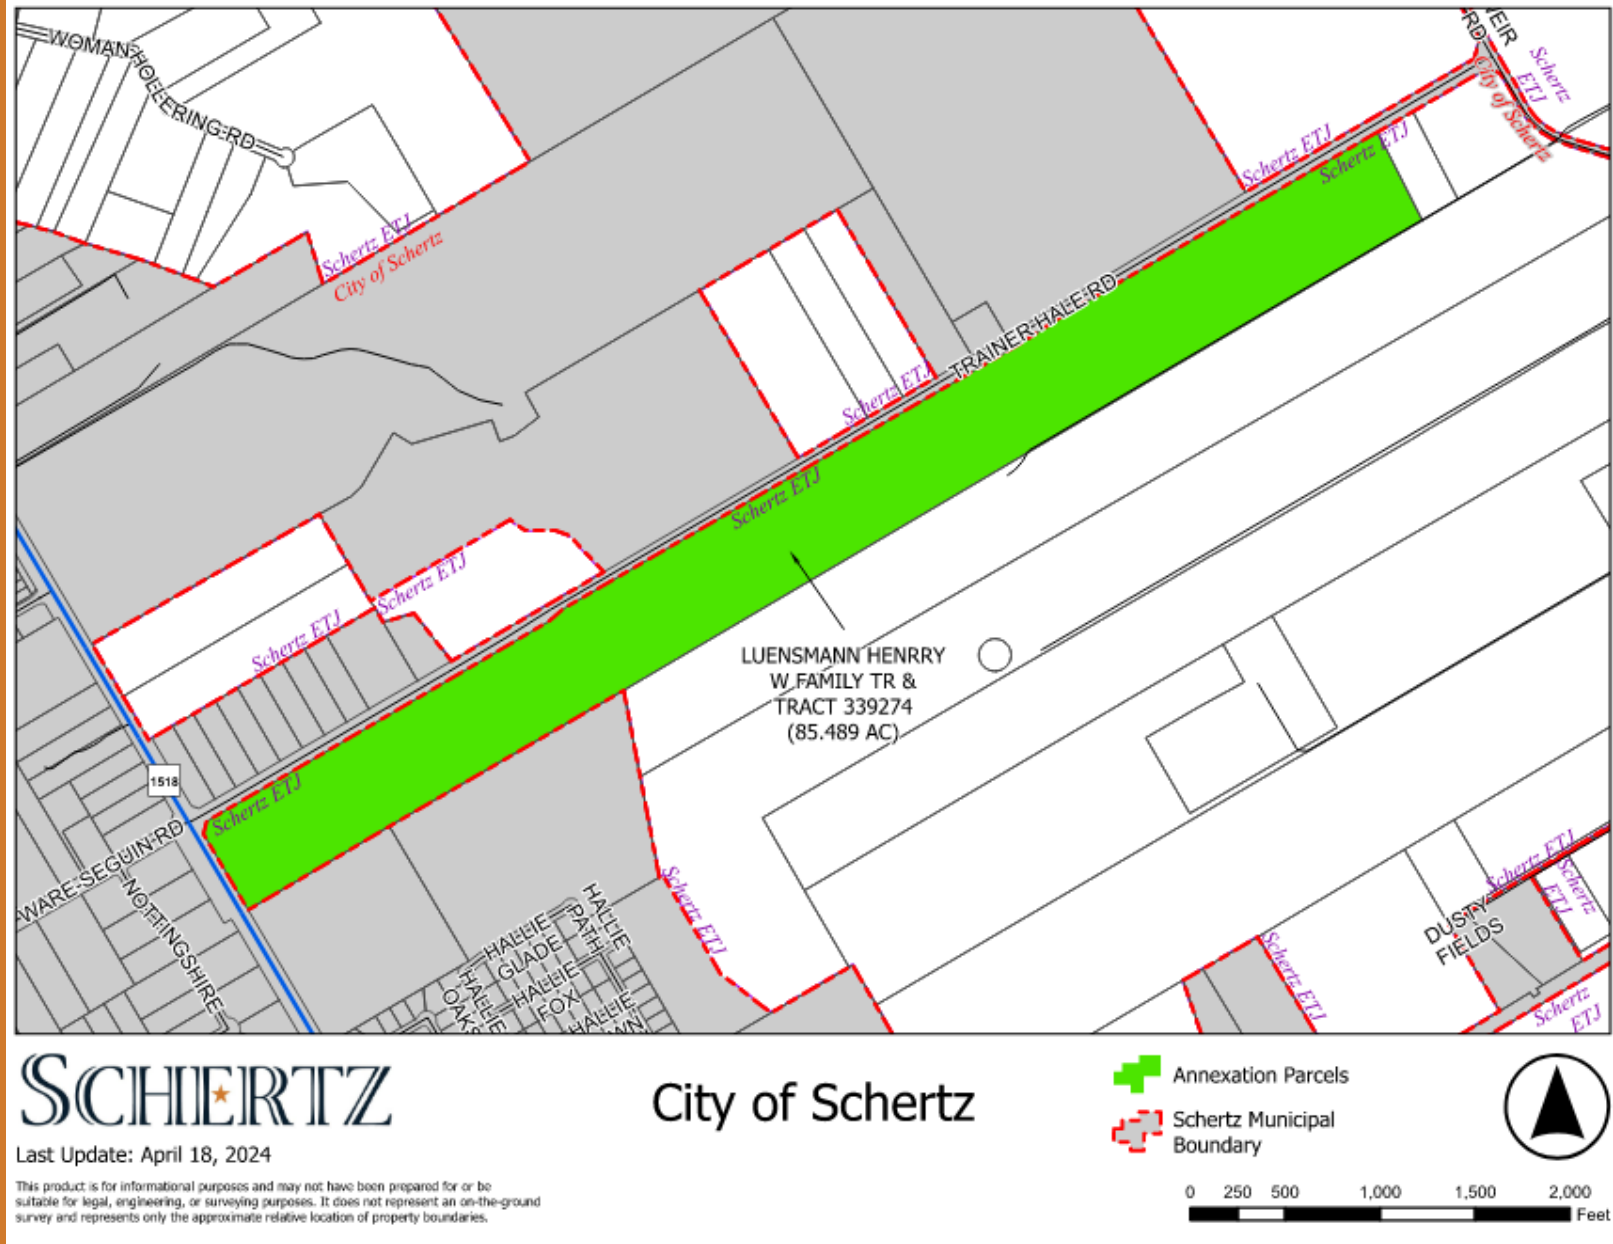 WOMAN-HOLLERING-RD
WEIR
RD
Schertz
ETJ
City of Schertz
Schertz ETJ
Schertz ETJ
Schertz ETJ
City of Schertz
TRAINER-HALE-RD
Schertz ETJ
Schertz ETJ
Schertz ETJ
Schertz ETJ
LUENSMANN HENRRY
W FAMILY TR &
TRACT 339274
(85.489 AC)
1518
Schertz ETJ
WARE-SEGUIN-RD
NOTTINGSHIRE
Schertz ETJ
HALLIE
PATH
HALLIE
GLADE
HALLIE
FOX
HALLIE
OAKS
HALLIE
Schertz ETJ
Schertz
ETJ
DUSTY
FIELDS
Schertz ETJ
Schertz
ETJ
SCHERTZ
Last Update: April 18, 2024
This product is for informational purposes and may not have been prepared for or be
suitable for legal, engineering, or surveying purposes. It does not represent an on-the-ground
survey and represents only the approximate relative location of property boundaries.
City of Schertz
Annexation Parcels
Schertz Municipal
Boundary
0 250 500 1,000 1,500 2,000
Feet